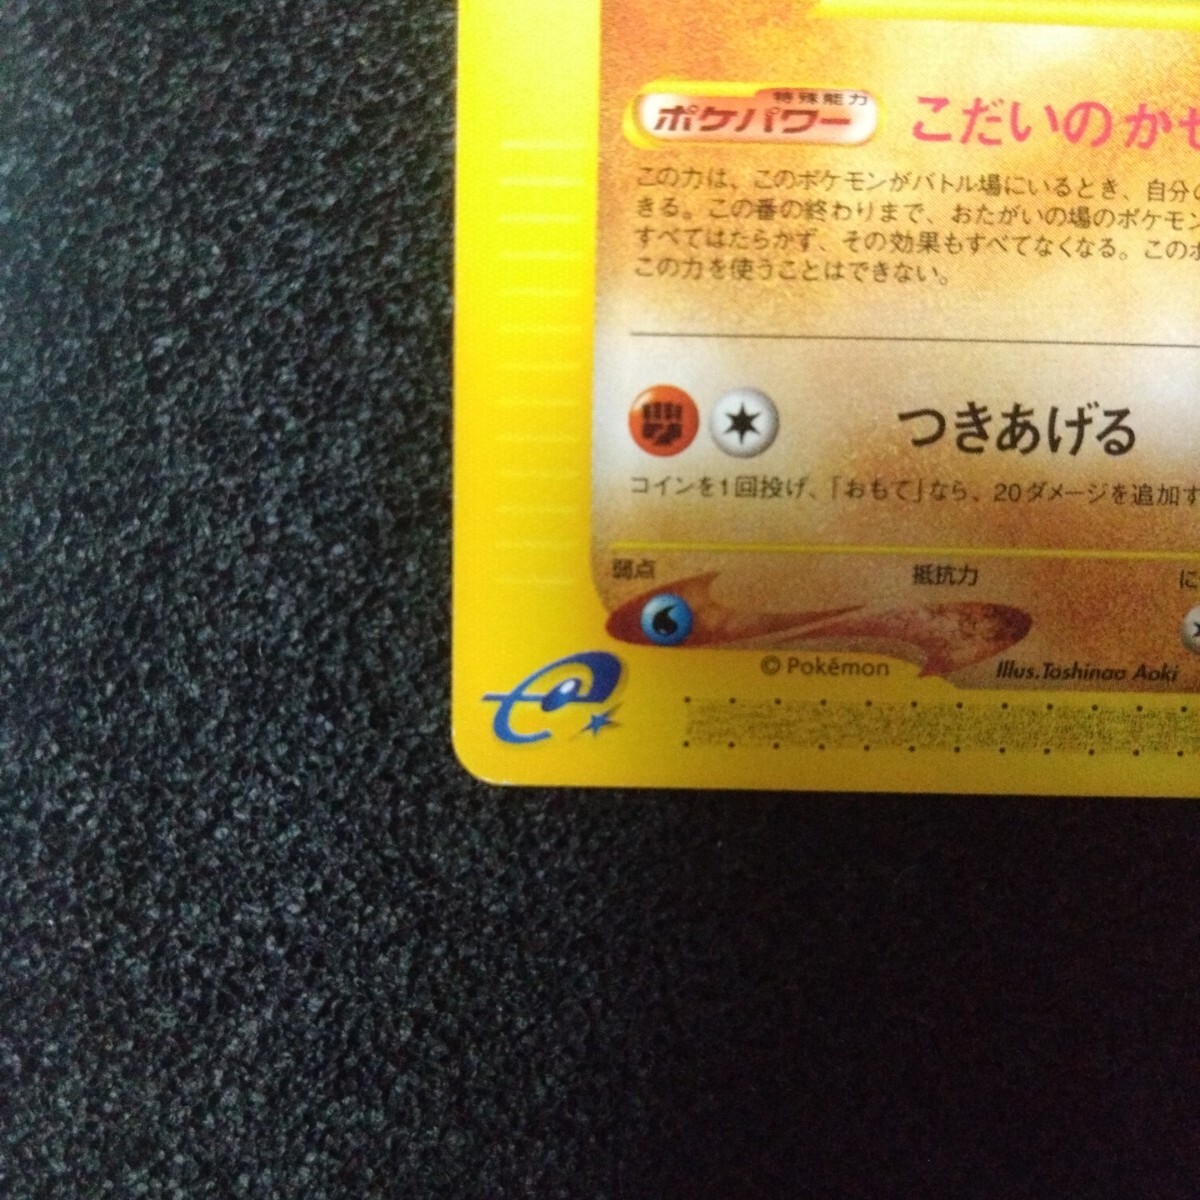 特殊能力
ポケパワー こだいのかせ
この力は、このポケモンがバトル場にいるとき、自分の
きる。この番の終わりまで、おたがいの場のポケモン
すべてはたらかず、その効果もすべてなくなる。このポ
この力を使うことはできない。
つきあげる
コインを1回投げ、「おもて」なら、20ダメージを追加す
弱点 抵抗力 に
© Pokémon Illus.Toshinao Aoki
e